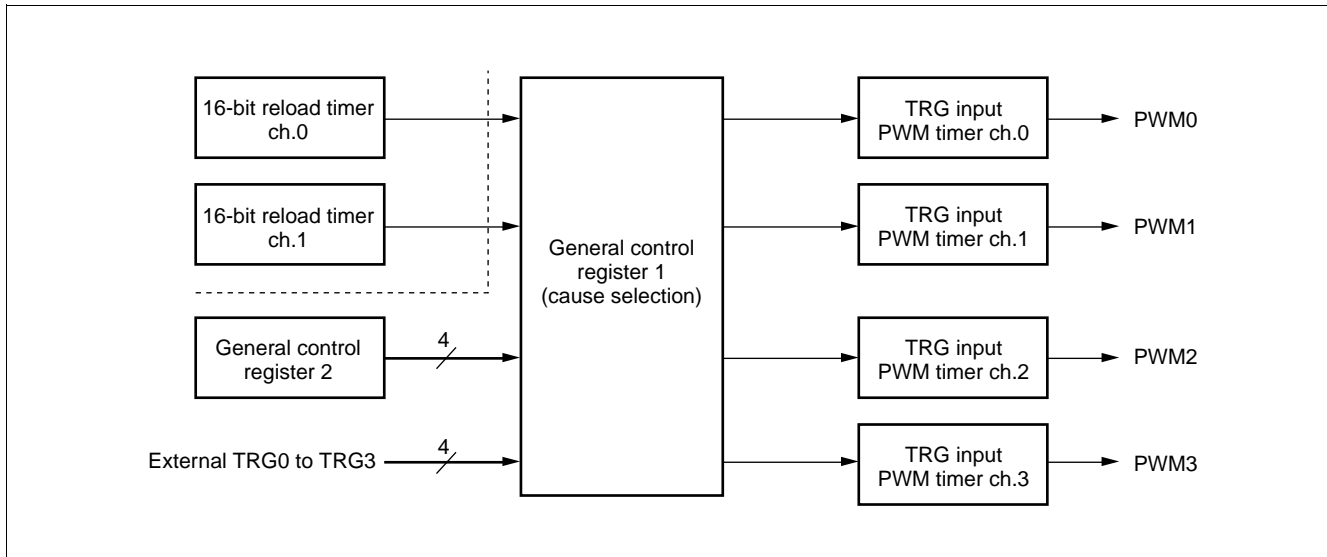 16-bit reload timer
ch.0
16-bit reload timer
ch.1
General control
register 2
4
External TRG0 to TRG3
4
General control
register 1
(cause selection)
TRG input
PWM timer ch.0
PWM0
TRG input
PWM timer ch.1
PWM1
TRG input
PWM timer ch.2
PWM2
TRG input
PWM timer ch.3
PWM3